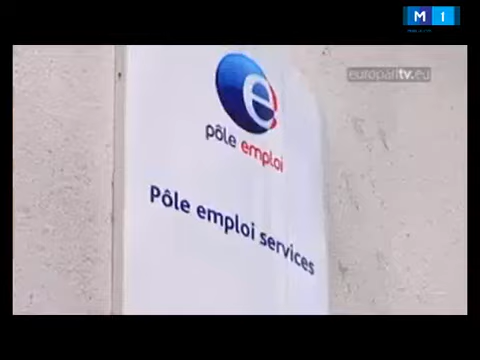 M 1
europarltv.eu
e
pôle emploi
Pôle emploi services